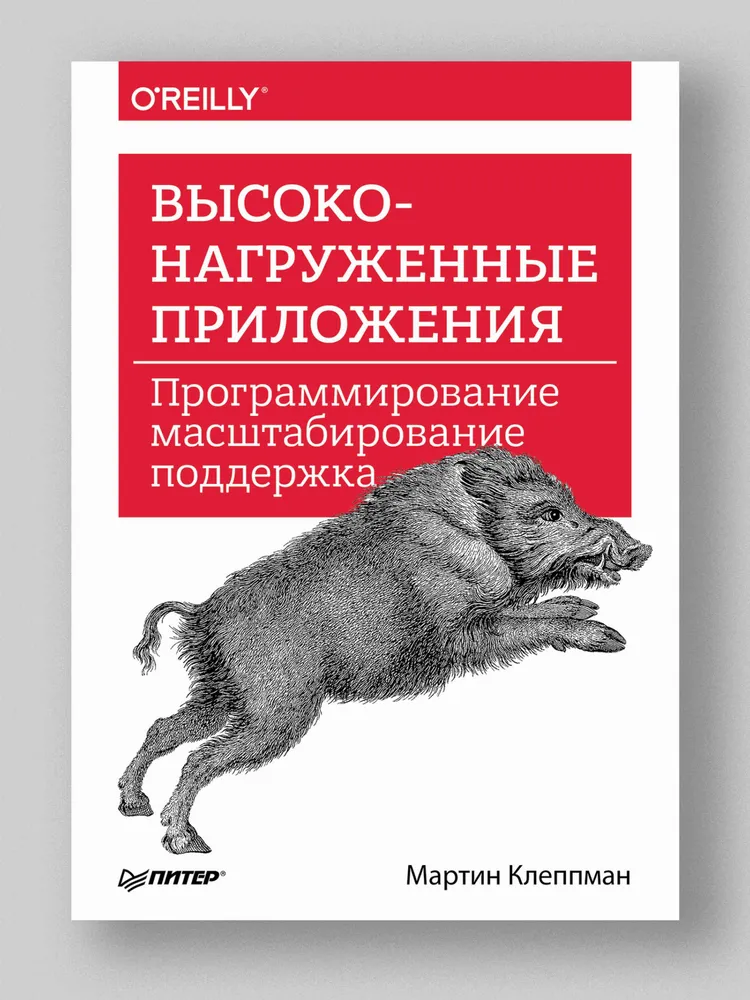 O'REILLY®
ВЫСОКО-
НАГРУЖЕННЫЕ
ПРИЛОЖЕНИЯ
Программирование
масштабирование
поддержка
ПИТЕР®
Мартин Клеппман